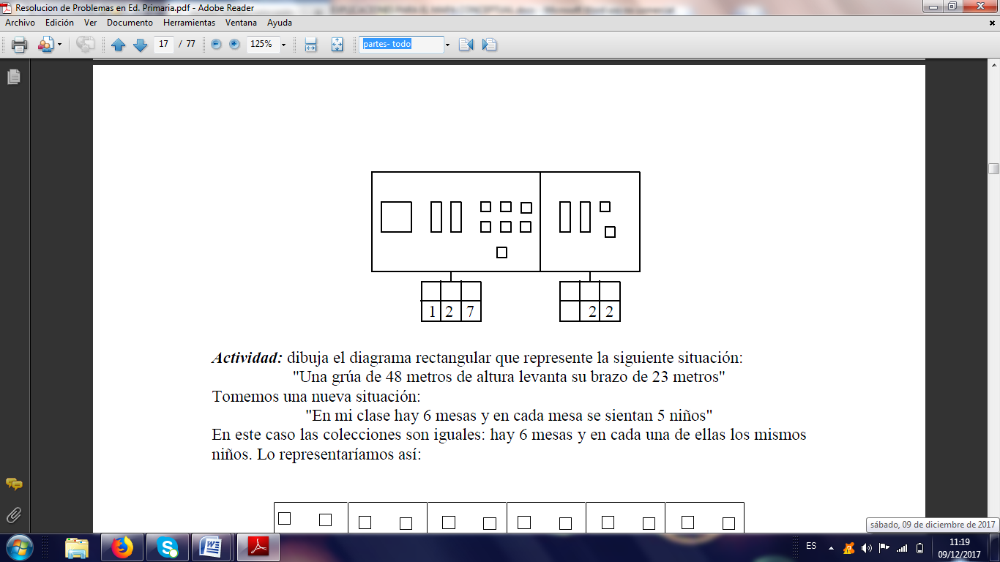 Resolucion de Problemas en Ed. Primaria.pdf - Adobe Reader
Archivo Edición Ver Documento Herramientas Ventana Ayuda
17 / 77 125% partes- todo
1 2 7 2 2
Actividad: dibuja el diagrama rectangular que represente la siguiente situación:
"Una grúa de 48 metros de altura levanta su brazo de 23 metros"
Tomemos una nueva situación:
"En mi clase hay 6 mesas y en cada mesa se sientan 5 niños"
En este caso las colecciones son iguales: hay 6 mesas y en cada una de ellas los mismos
niños. Lo representaríamos así:
sábado, 09 de diciembre de 2017
ES 11:19
09/12/2017